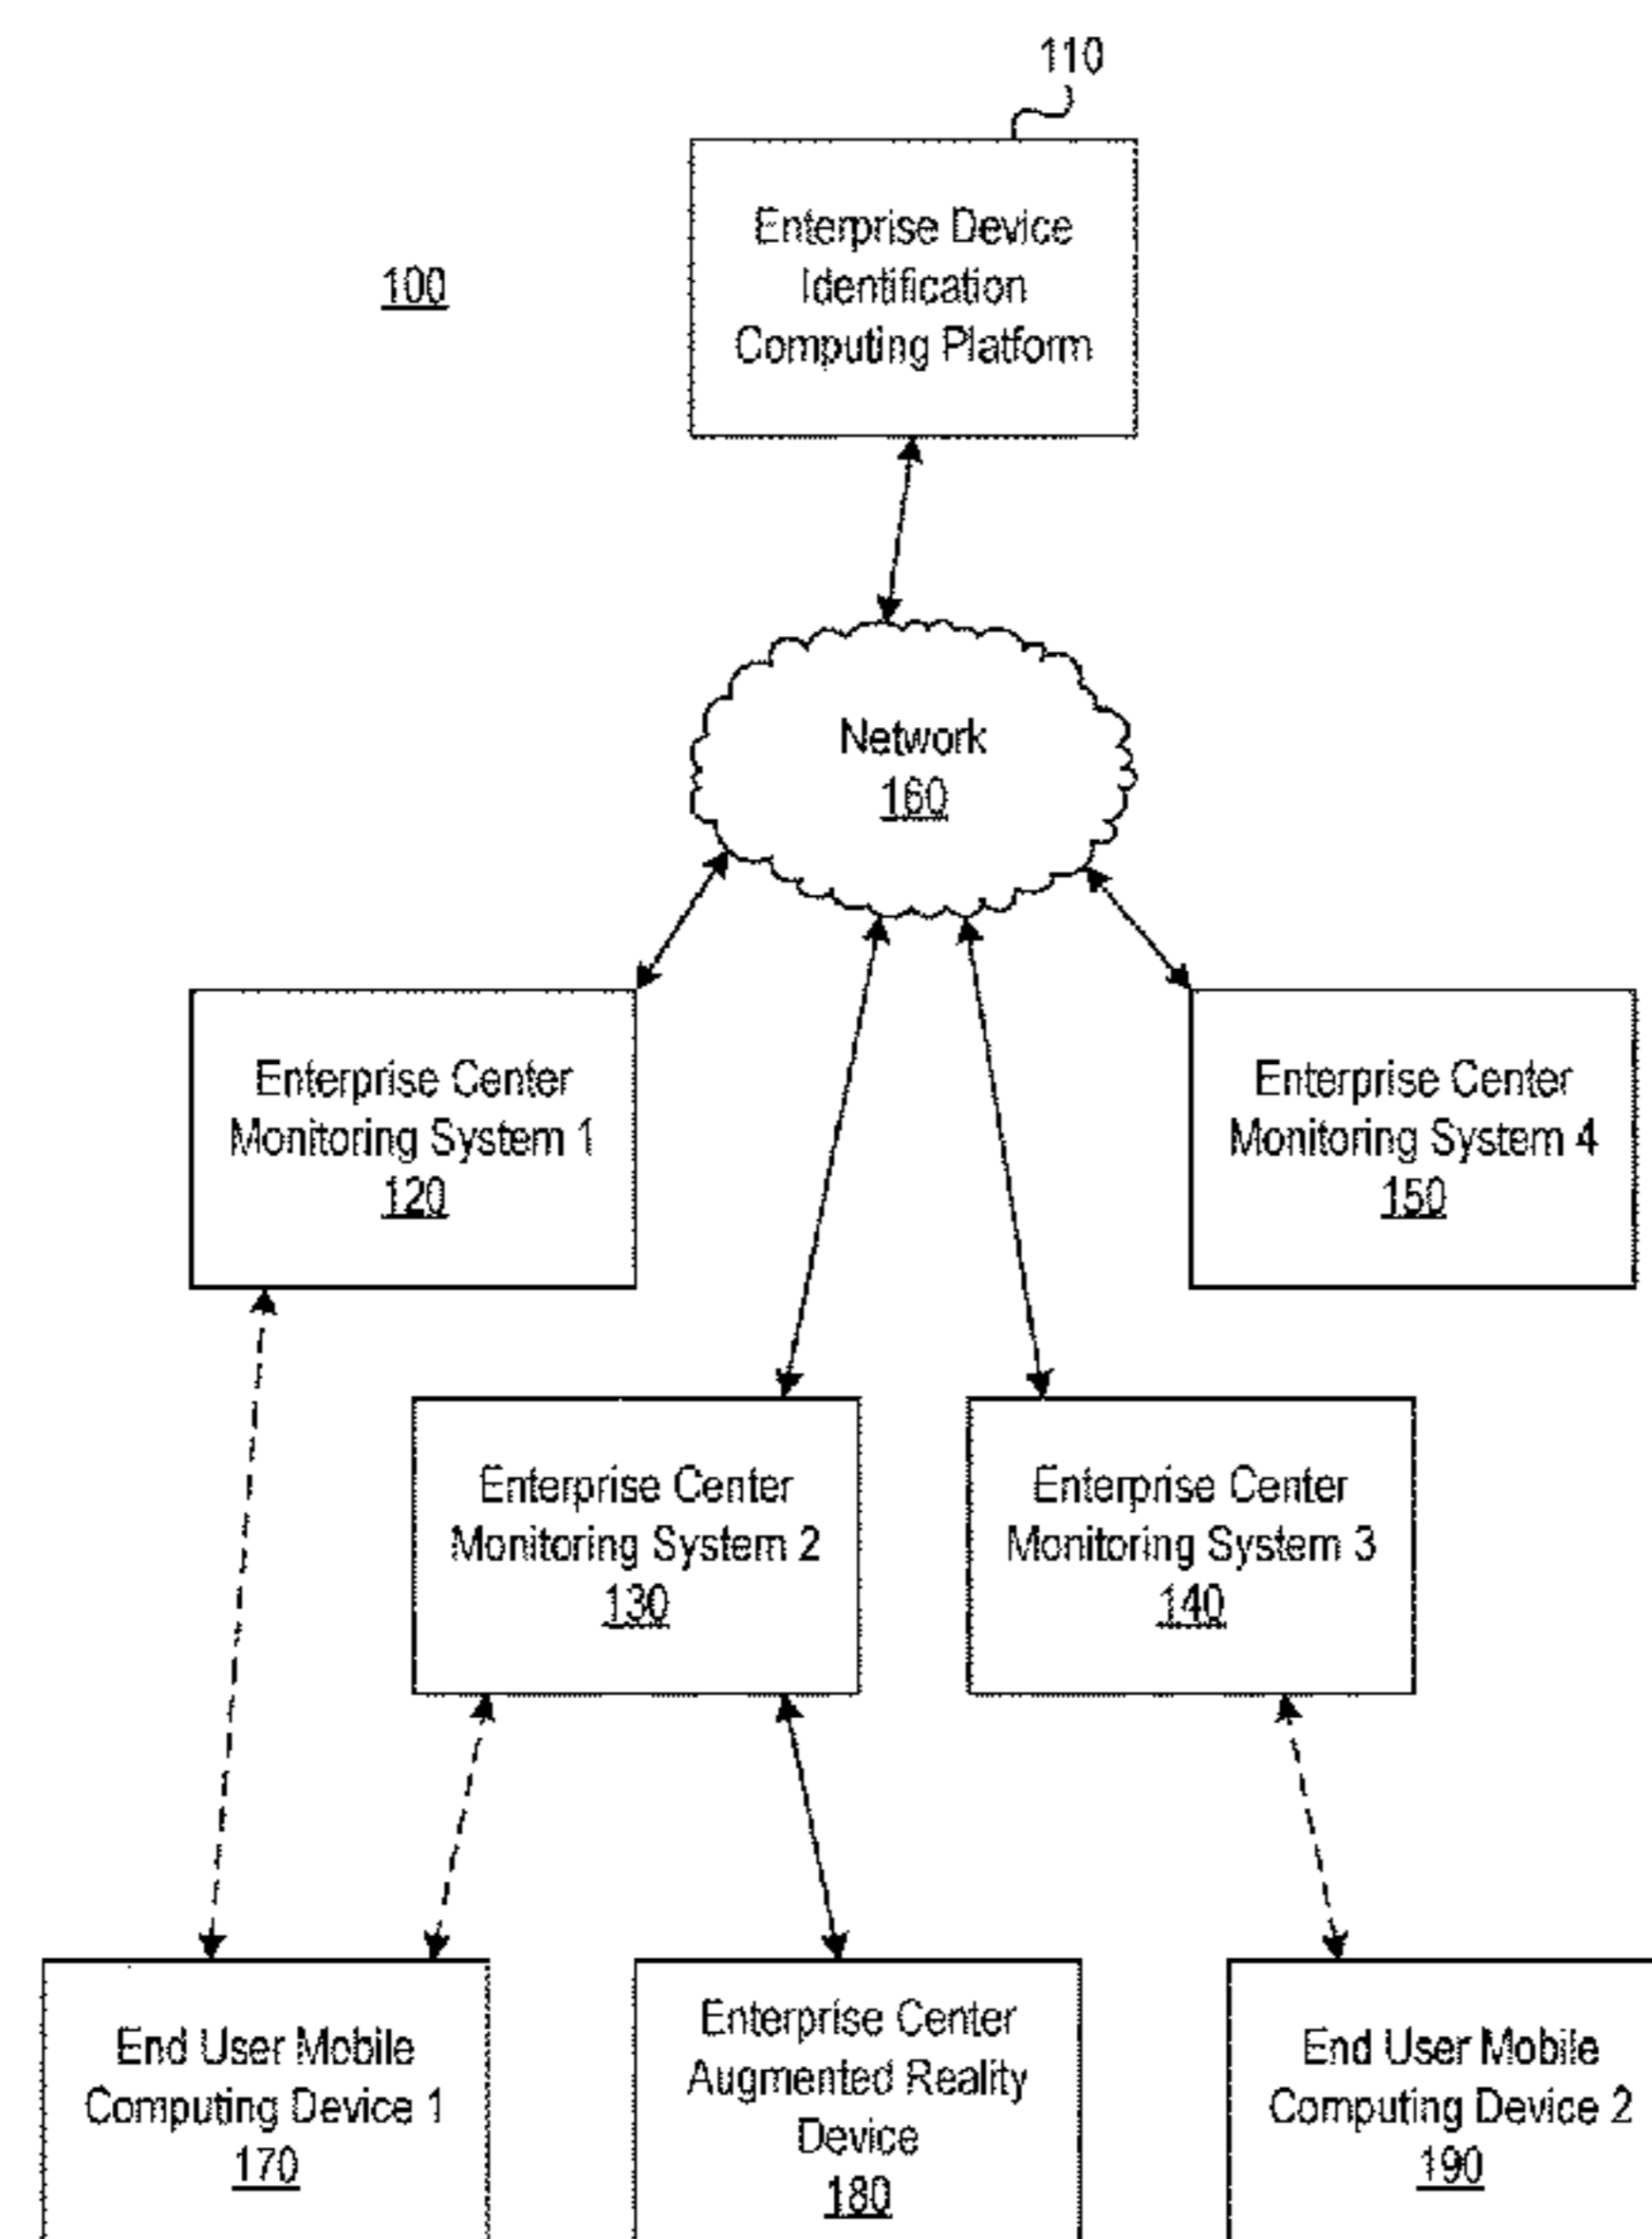 110
Enterprise Device
Identification
Computing Platform
100
Network
160
Enterprise Center
Monitoring System 1
120
Enterprise Center
Monitoring System 4
150
Enterprise Center
Monitoring System 2
130
Enterprise Center
Monitoring System 3
140
End User Mobile
Computing Device 1
170
Enterprise Center
Augmented Reality
Device
180
End User Mobile
Computing Device 2
190